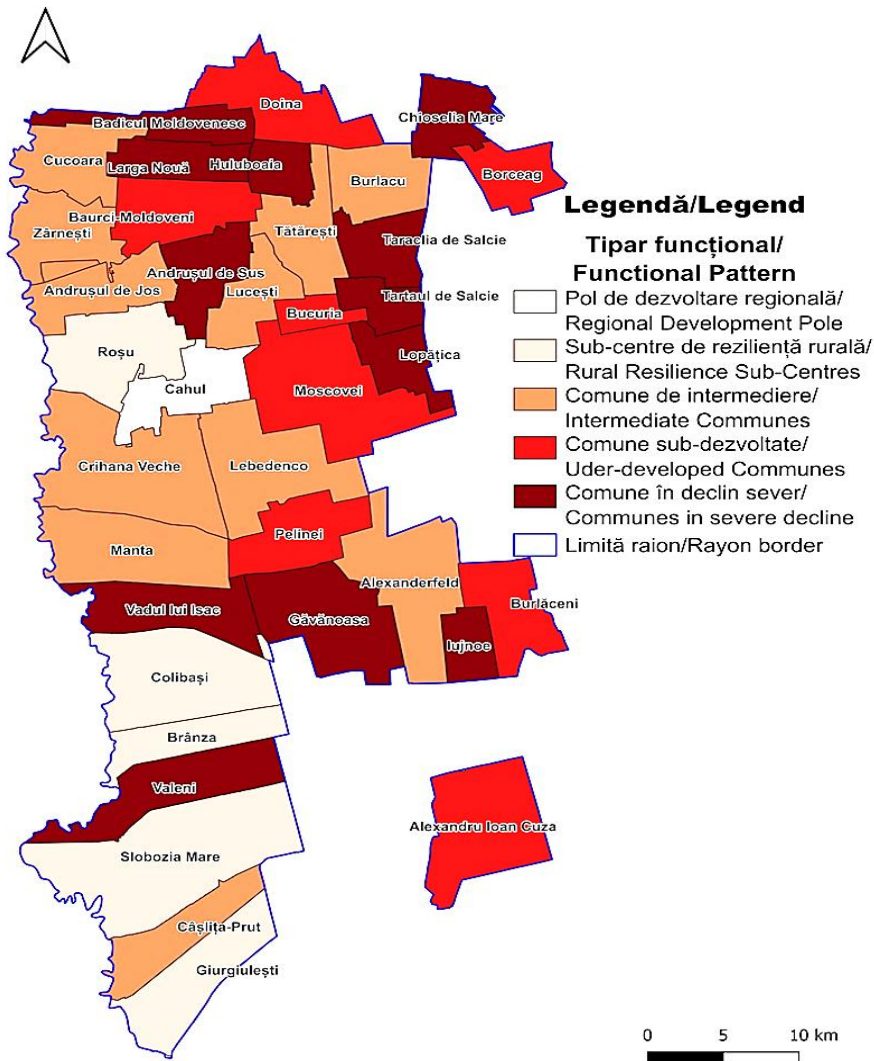 Doina
Chioselia Mare
Badicul Moldovenesc
Cucoara
Larga Nouă
Huluboaia
Burlacu
Borceag
Baurci-Moldoveni
Zârnești
Tătărești
Taraclia de Salcie
Andrușul de Sus
Andrușul de Jos
Lucești
Tartaul de Salcie
Bucuria
Roșu
Lopățica
Cahul
Moscovei
Crihana Veche
Lebedenco
Pelinei
Manta
Alexanderfeld
Burlăceni
Vadul lui Isac
Găvănoasa
Iujnoe
Colibași
Brânza
Valeni
Alexandru Ioan Cuza
Slobozia Mare
Câșlița-Prut
Giurgiulești
Legendă/Legend
Tipar funcțional/
Functional Pattern
Pol de dezvoltare regională/
Regional Development Pole
Sub-centre de reziliență rurală/
Rural Resilience Sub-Centres
Comune de intermediere/
Intermediate Communes
Comune sub-dezvoltate/
Uder-developed Communes
Comune în declin sever/
Communes in severe decline
Limită raion/Rayon border
0 5 10 km